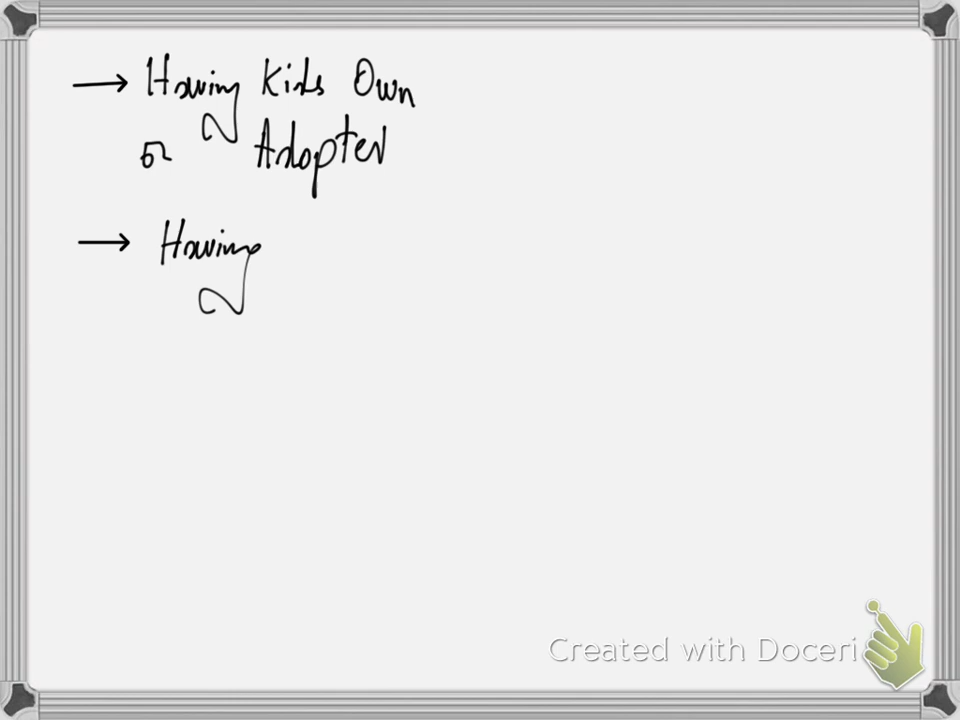 → Having Kids Own
or Adopted
→ Having
Created with Doceri